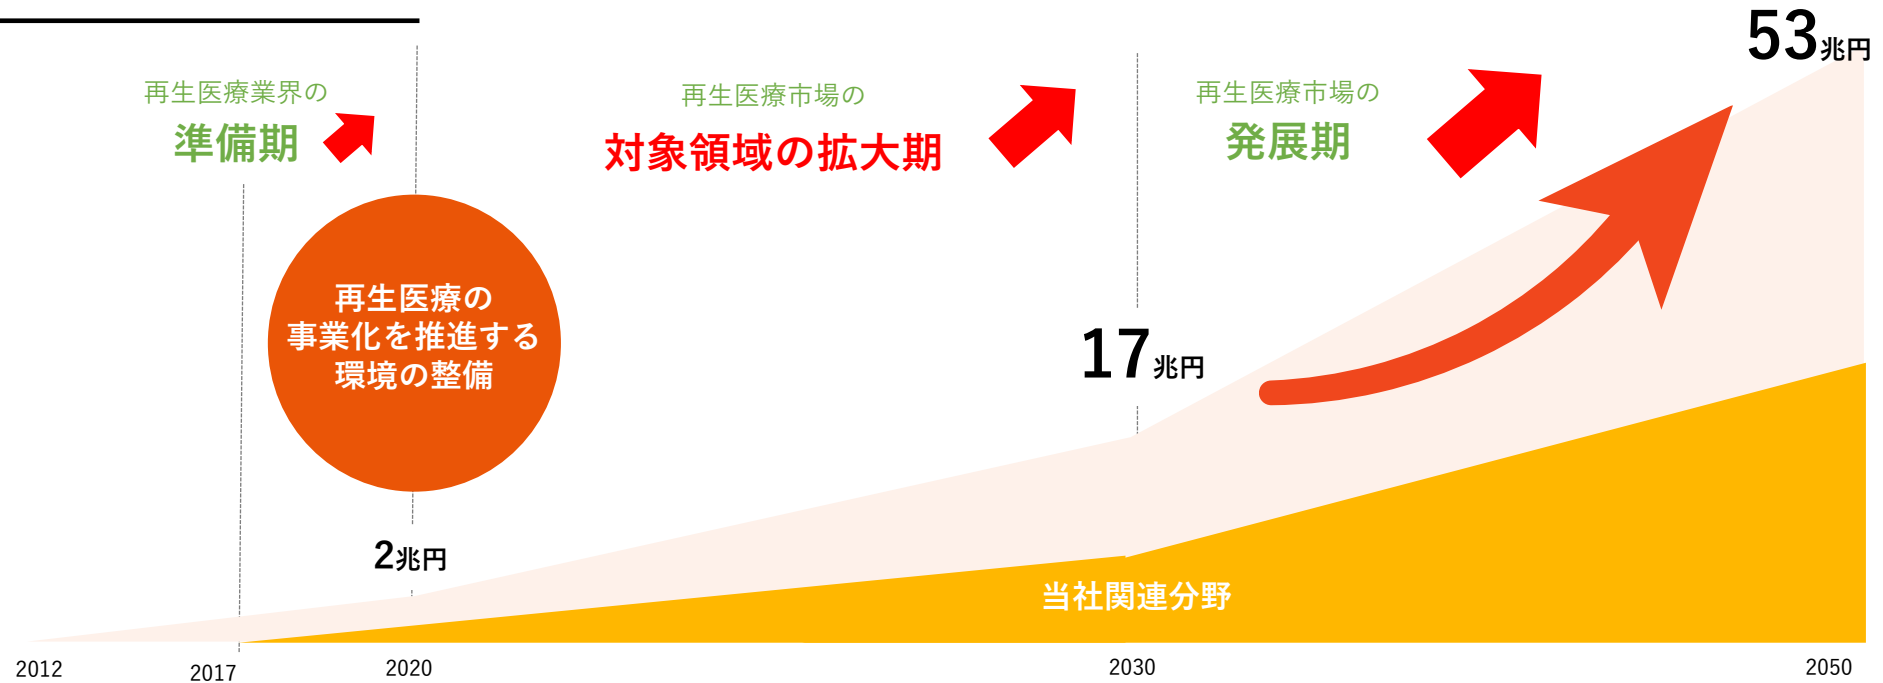 53兆円
再生医療業界の
準備期
再生医療市場の
対象領域の拡大期
再生医療市場の
発展期
再生医療の
事業化を推進する
環境の整備
17兆円
2兆円
当社関連分野
2012
2017
2020
2030
2050